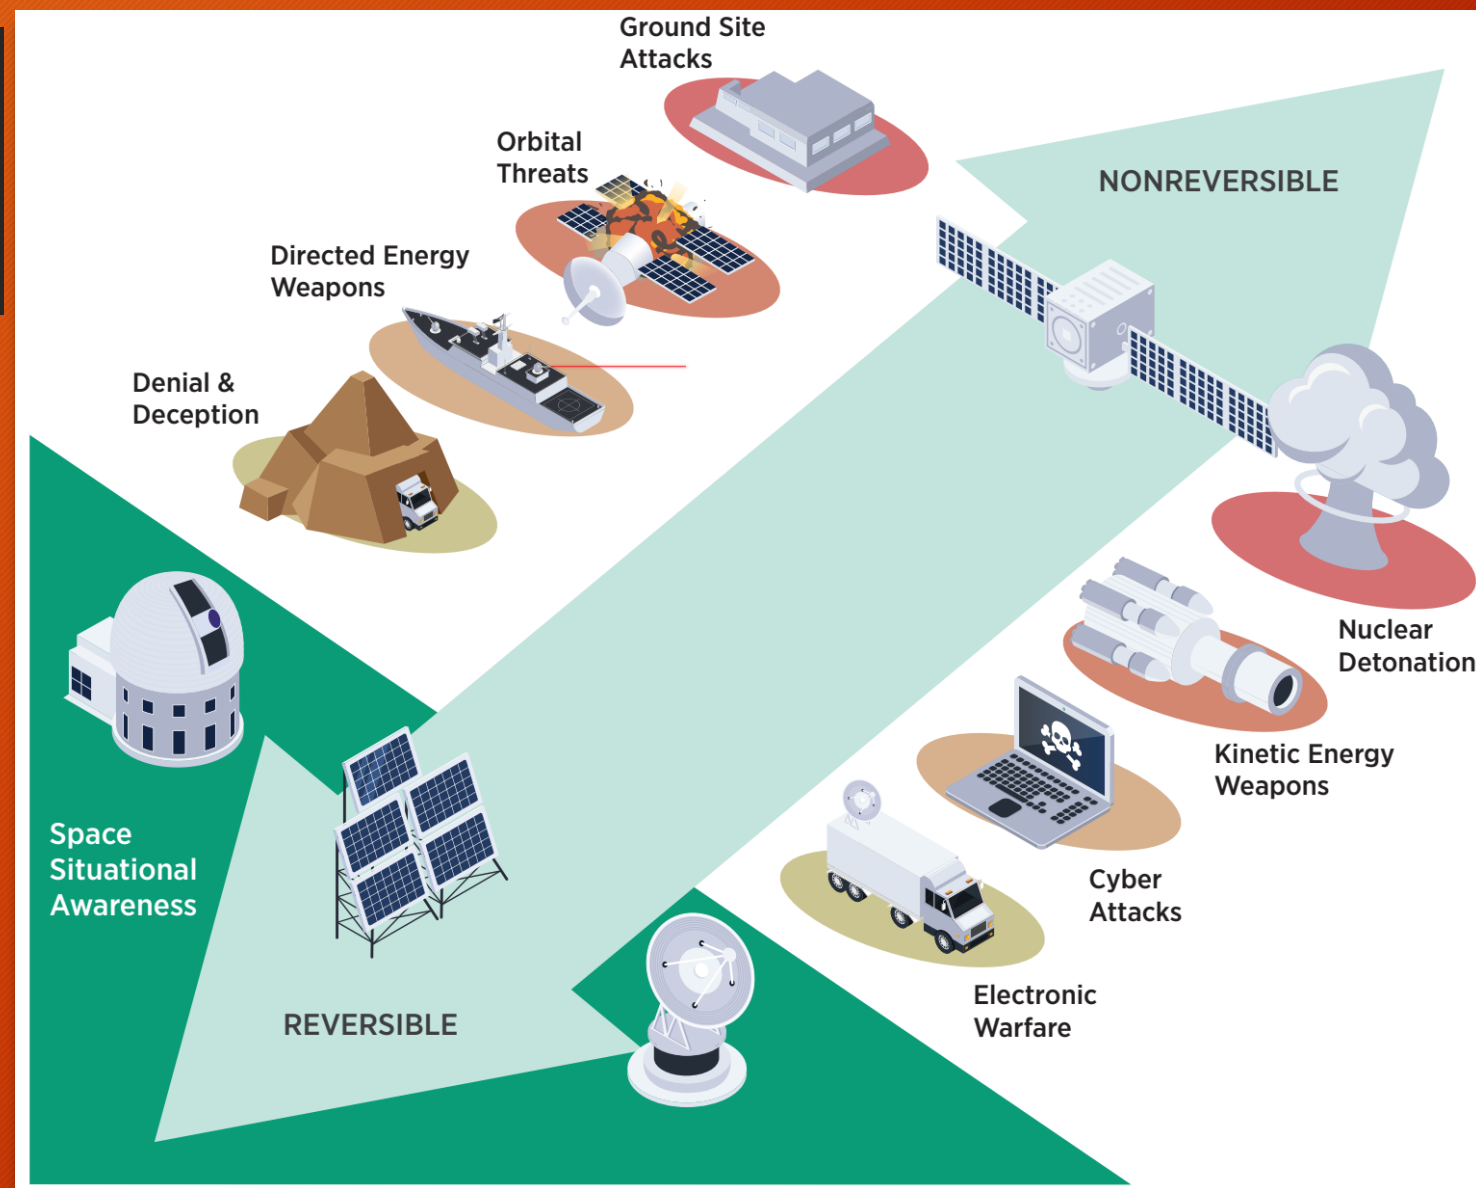 Ground Site
Attacks
Orbital
Threats
NONREVERSIBLE
Directed Energy
Weapons
Denial &
Deception
Nuclear
Detonation
Kinetic Energy
Weapons
Space
Situational
Awareness
Cyber
Attacks
Electronic
Warfare
REVERSIBLE